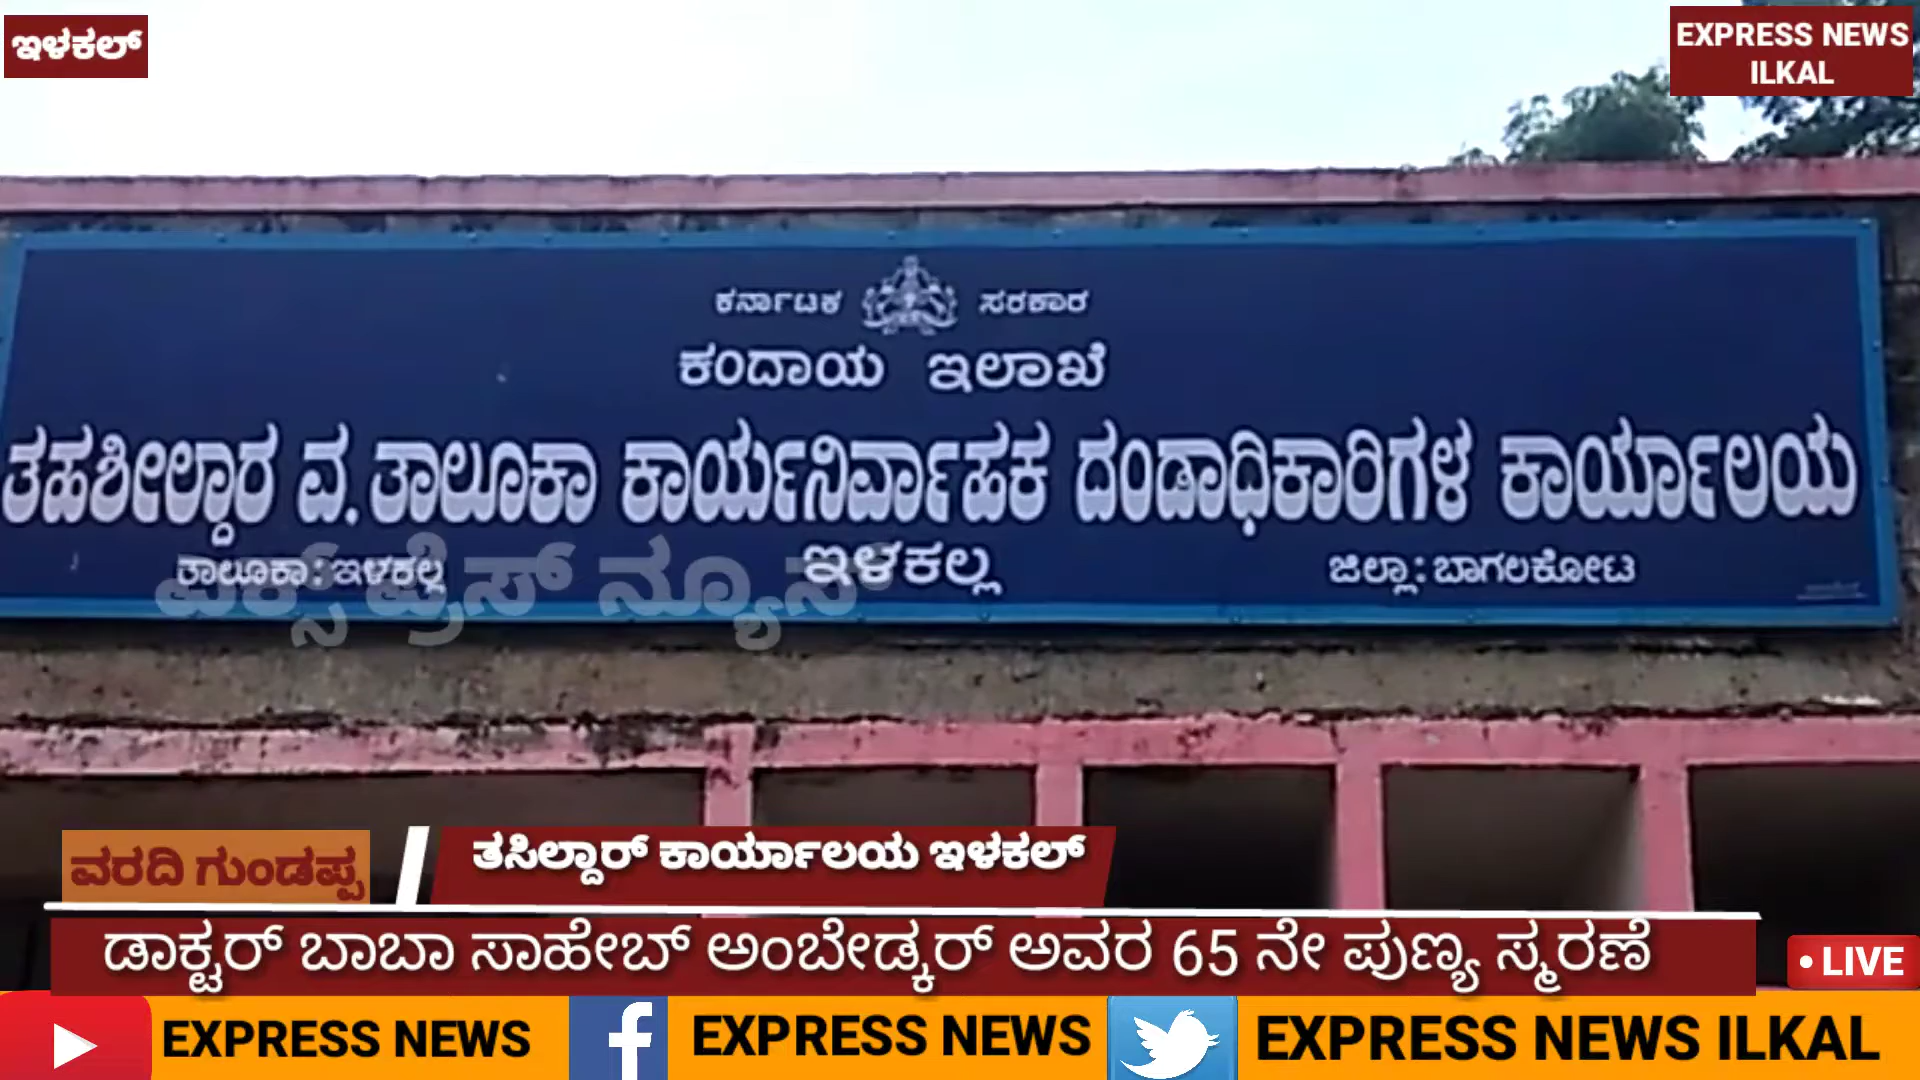 ಇಳಕಲ್
EXPRESS NEWS
ILKAL
ಕರ್ನಾಟಕ ಸರಕಾರ
ಕಂದಾಯ ಇಲಾಖೆ
ತಹಶೀಲ್ದಾರ ವ. ತಾಲೂಕಾ ಕಾರ್ಯನಿರ್ವಾಹಕ ದಂಡಾಧಿಕಾರಿಗಳ ಕಾರ್ಯಾಲಯ
ತಾಲೂಕಾ:ಇಳಕಲ್ಲ ಇಳಕಲ್ಲ ಜಿಲ್ಲಾ:ಬಾಗಲಕೋಟ
ಎಕ್ಸ್ ಪ್ರೆಸ್ ನ್ಯೂಸ್
ವರದಿ ಗುಂಡಪ್ಪ
ತಸಿಲ್ದಾರ್ ಕಾರ್ಯಾಲಯ ಇಳಕಲ್
ಡಾಕ್ಟರ್ ಬಾಬಾ ಸಾಹೇಬ್ ಅಂಬೇಡ್ಕರ್ ಅವರ 65 ನೇ ಪುಣ್ಯ ಸ್ಮರಣೆ
• LIVE
EXPRESS NEWS EXPRESS NEWS EXPRESS NEWS ILKAL